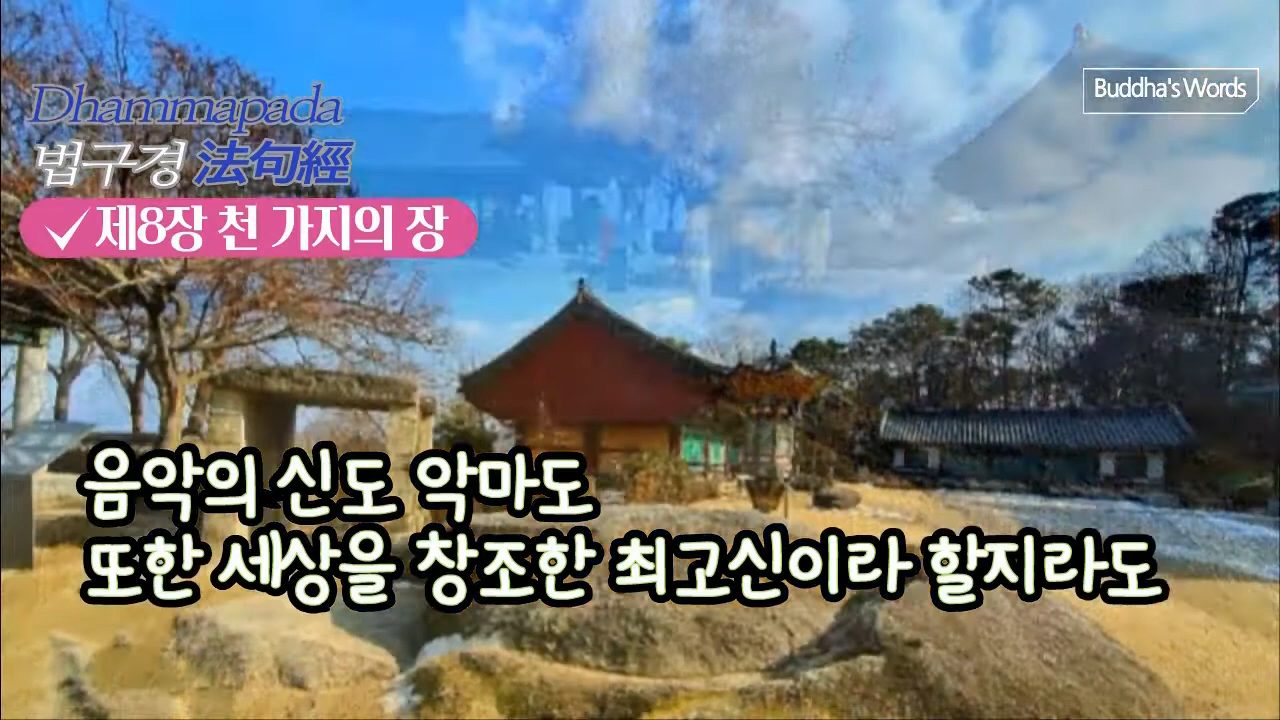 Buddha's Words
Dhammapada
법구경 法句經
제8장 천 가지의 장
음악의 신도 악마도
또한 세상을 창조한 최고신이라 할지라도